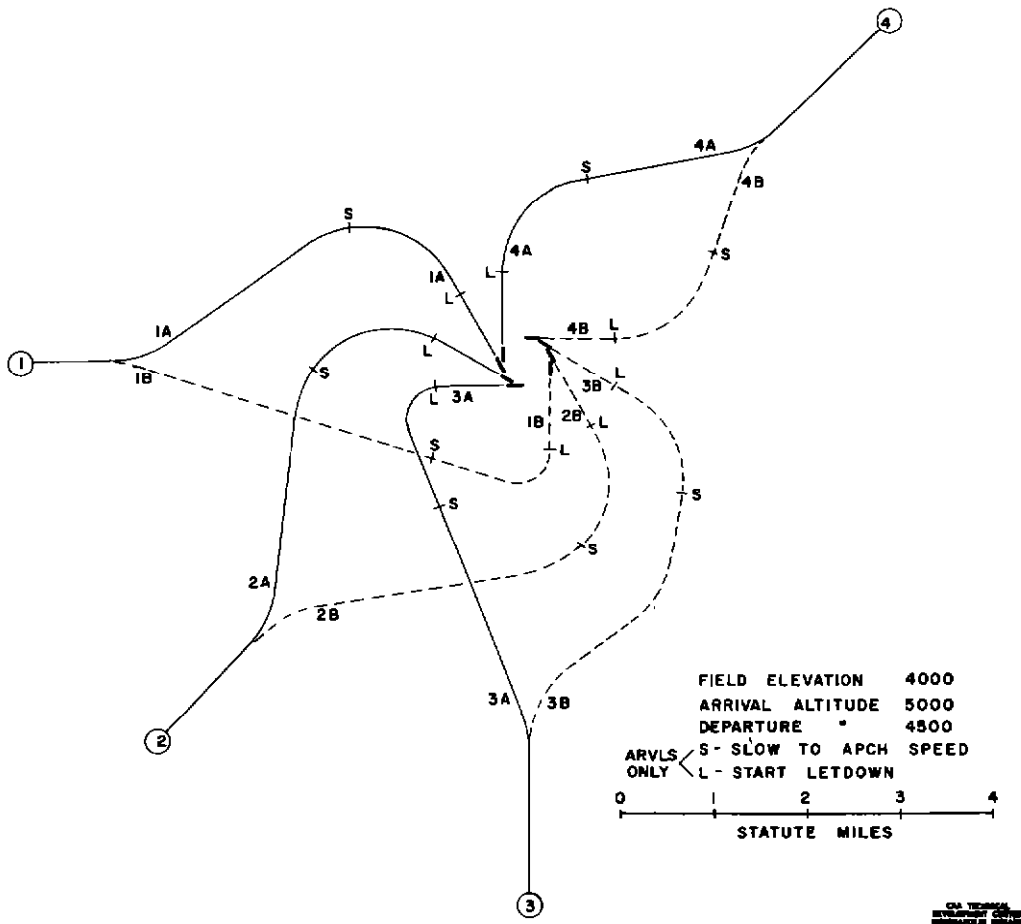 4
4A
S
4B
S
4A
S
1A
L
L
1A
4B
L
1
1B
L
S
3A
L
3B
L
2B
1B
L
L
S
S
S
S
2A
2B
3A
3B
2
FIELD ELEVATION 4000
ARRIVAL ALTITUDE 5000
DEPARTURE " 4500
ARVLS ONLY
S - SLOW TO APCH SPEED
L - START LETDOWN
0 1 2 3 4
STATUTE MILES
3
CAA TECHNICAL